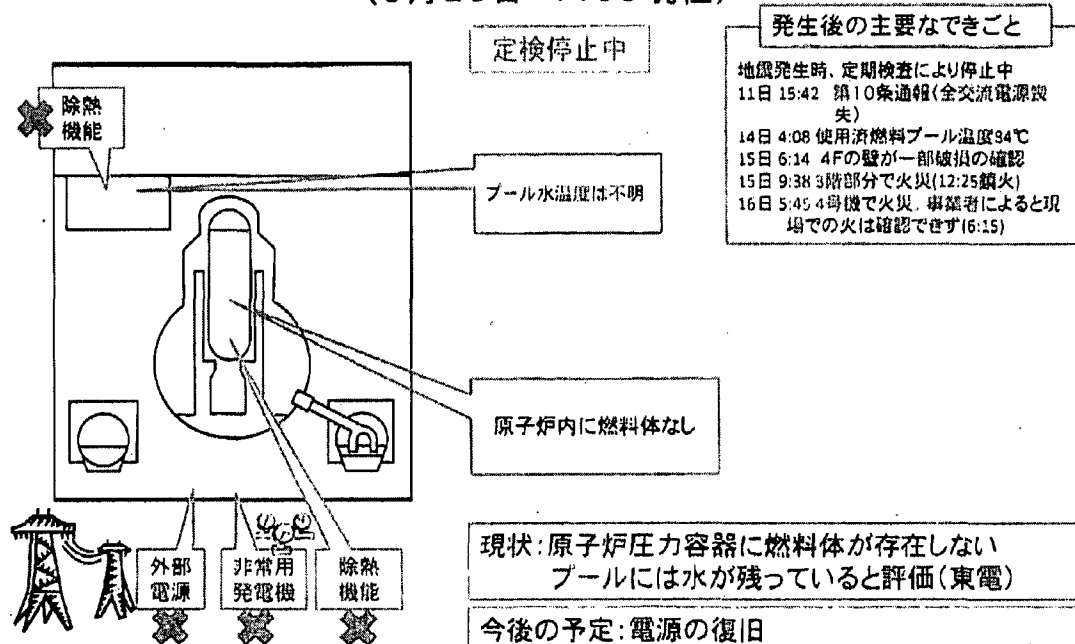 定検停止中
発生後の主要なできごと
地震発生時、定期検査により停止中
11日 15:42 第10条通報(全交流電源喪
失)
14日 4:08 使用済燃料プール温度84℃
15日 6:14 4Fの壁が一部破損の確認
15日 9:38 3階部分で火災(12:25鎮火)
16日 5:45 4号機で火災、事業者によると現
場での火は確認できず(6:15)
除熱
機能
プール水温度は不明
原子炉内に燃料体なし
外部
電源
非常用
発電機
除熱
機能
現状:原子炉圧力容器に燃料体が存在しない
プールには水が残っていると評価(東電)
今後の予定:電源の復旧